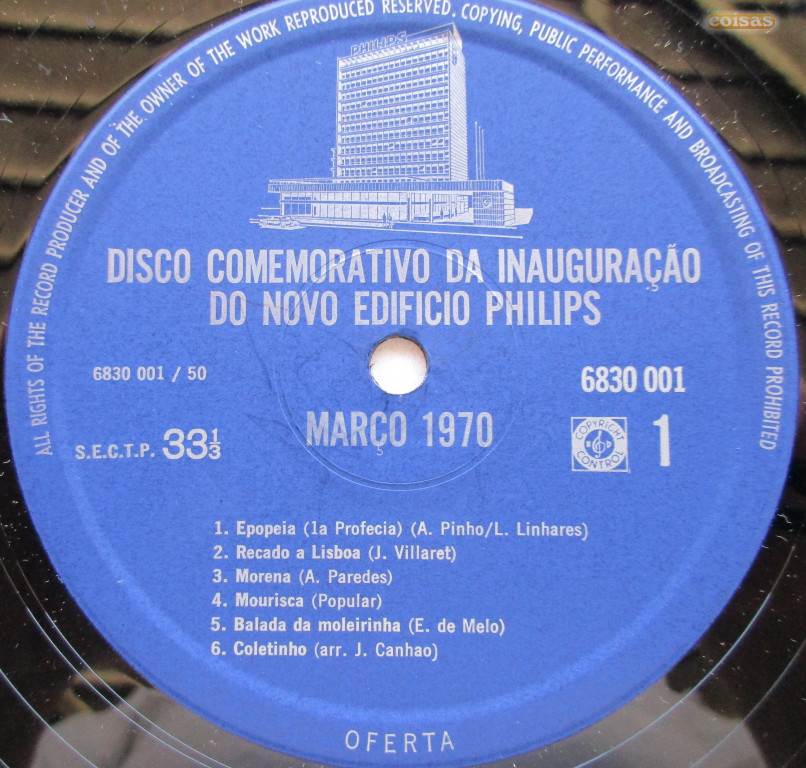 coisas
ALL RIGHTS OF THE RECORD PRODUCER AND OF THE OWNER OF THE WORK REPRODUCED RESERVED. COPYING, PUBLIC PERFORMANCE AND BROADCASTING OF THIS RECORD PROHIBITED
PHILIPS
DISCO COMEMORATIVO DA INAUGURAÇÃO
DO NOVO EDIFICIO PHILIPS
6830 001 / 50
6830 001
MARÇO 1970
S.E.C.T.P. 33⅓
COPYRIGHT
B D
CONTROL
1
1. Epopeia (1a Profecia) (A. Pinho/L. Linhares)
2. Recado a Lisboa (J. Villaret)
3. Morena (A. Paredes)
4. Mourisca (Popular)
5. Balada da moleirinha (E. de Melo)
6. Coletinho (arr. J. Canhao)
OFERTA